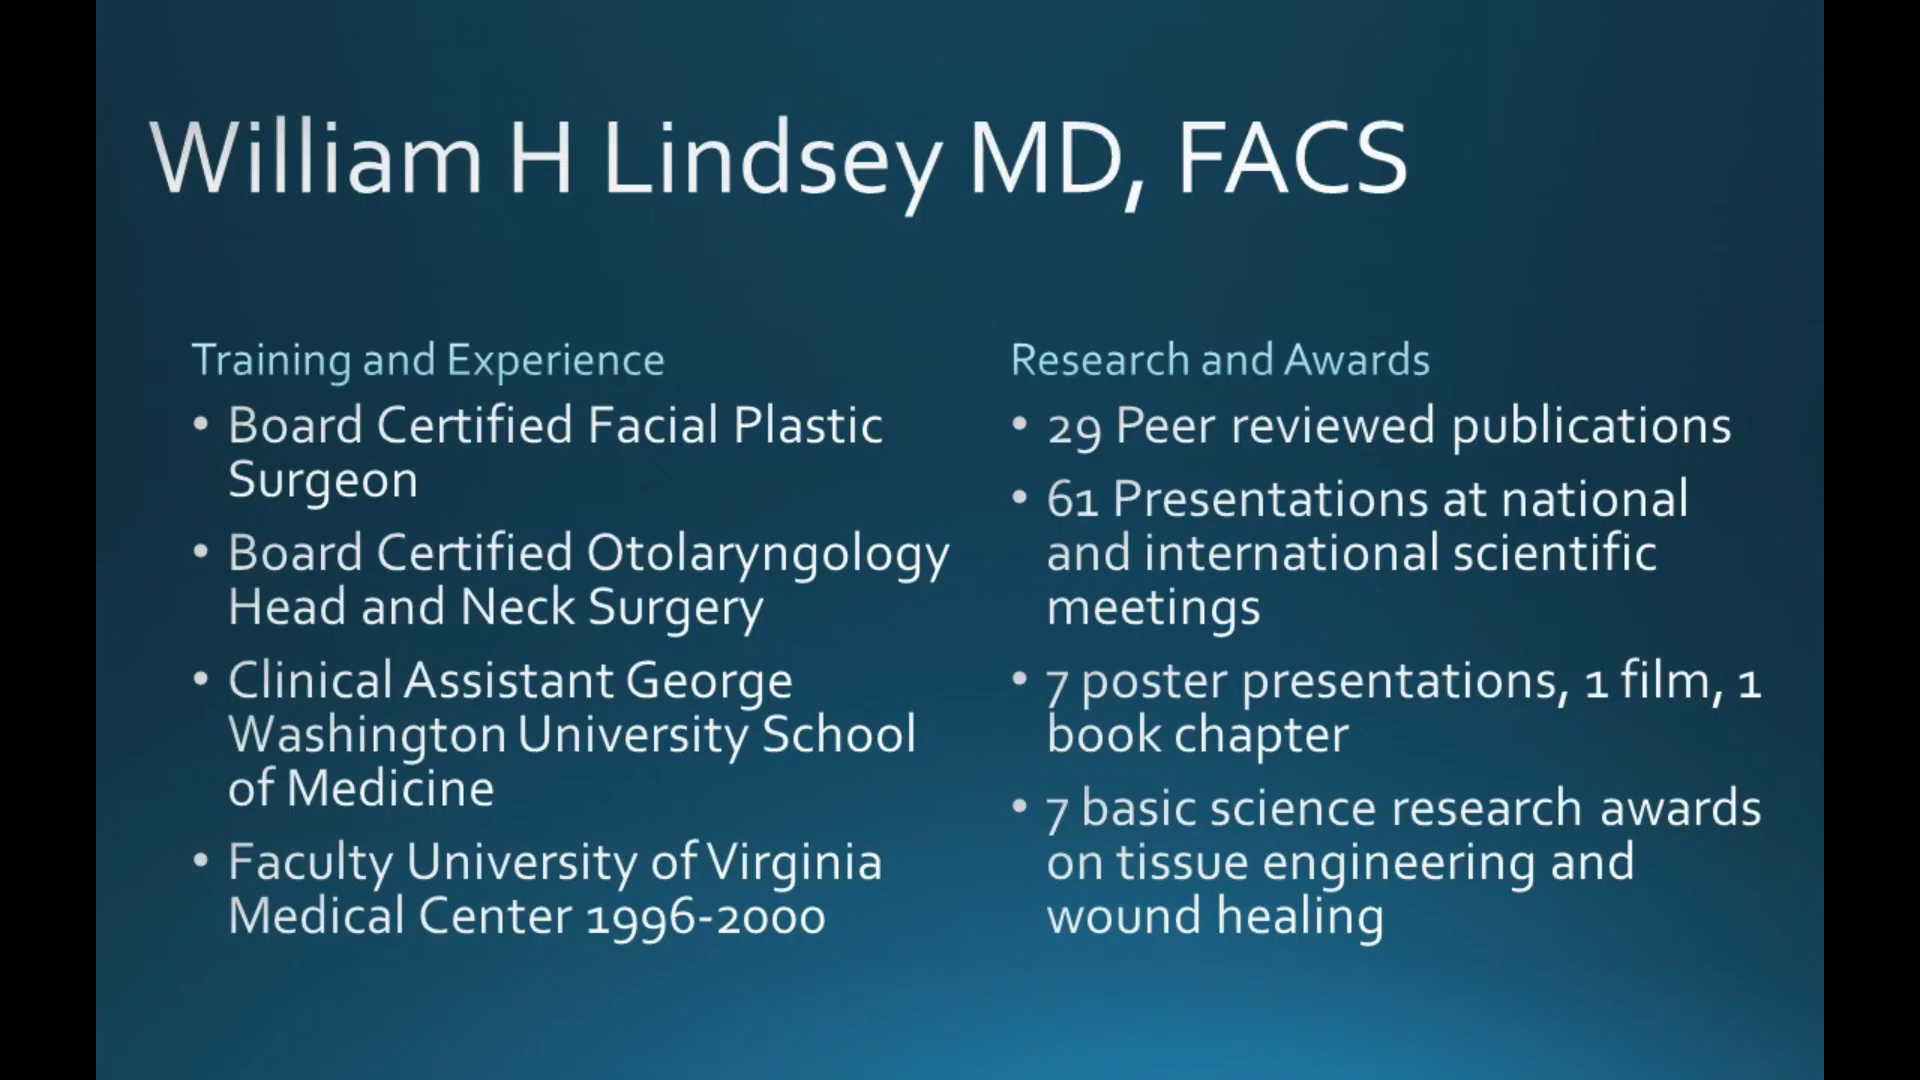 William H Lindsey MD, FACS
Training and Experience
• Board Certified Facial Plastic
Surgeon
• Board Certified Otolaryngology
Head and Neck Surgery
• Clinical Assistant George
Washington University School
of Medicine
• Faculty University of Virginia
Medical Center 1996-2000
Research and Awards
• 29 Peer reviewed publications
• 61 Presentations at national
and international scientific
meetings
• 7 poster presentations, 1 film, 1
book chapter
• 7 basic science research awards
on tissue engineering and
wound healing